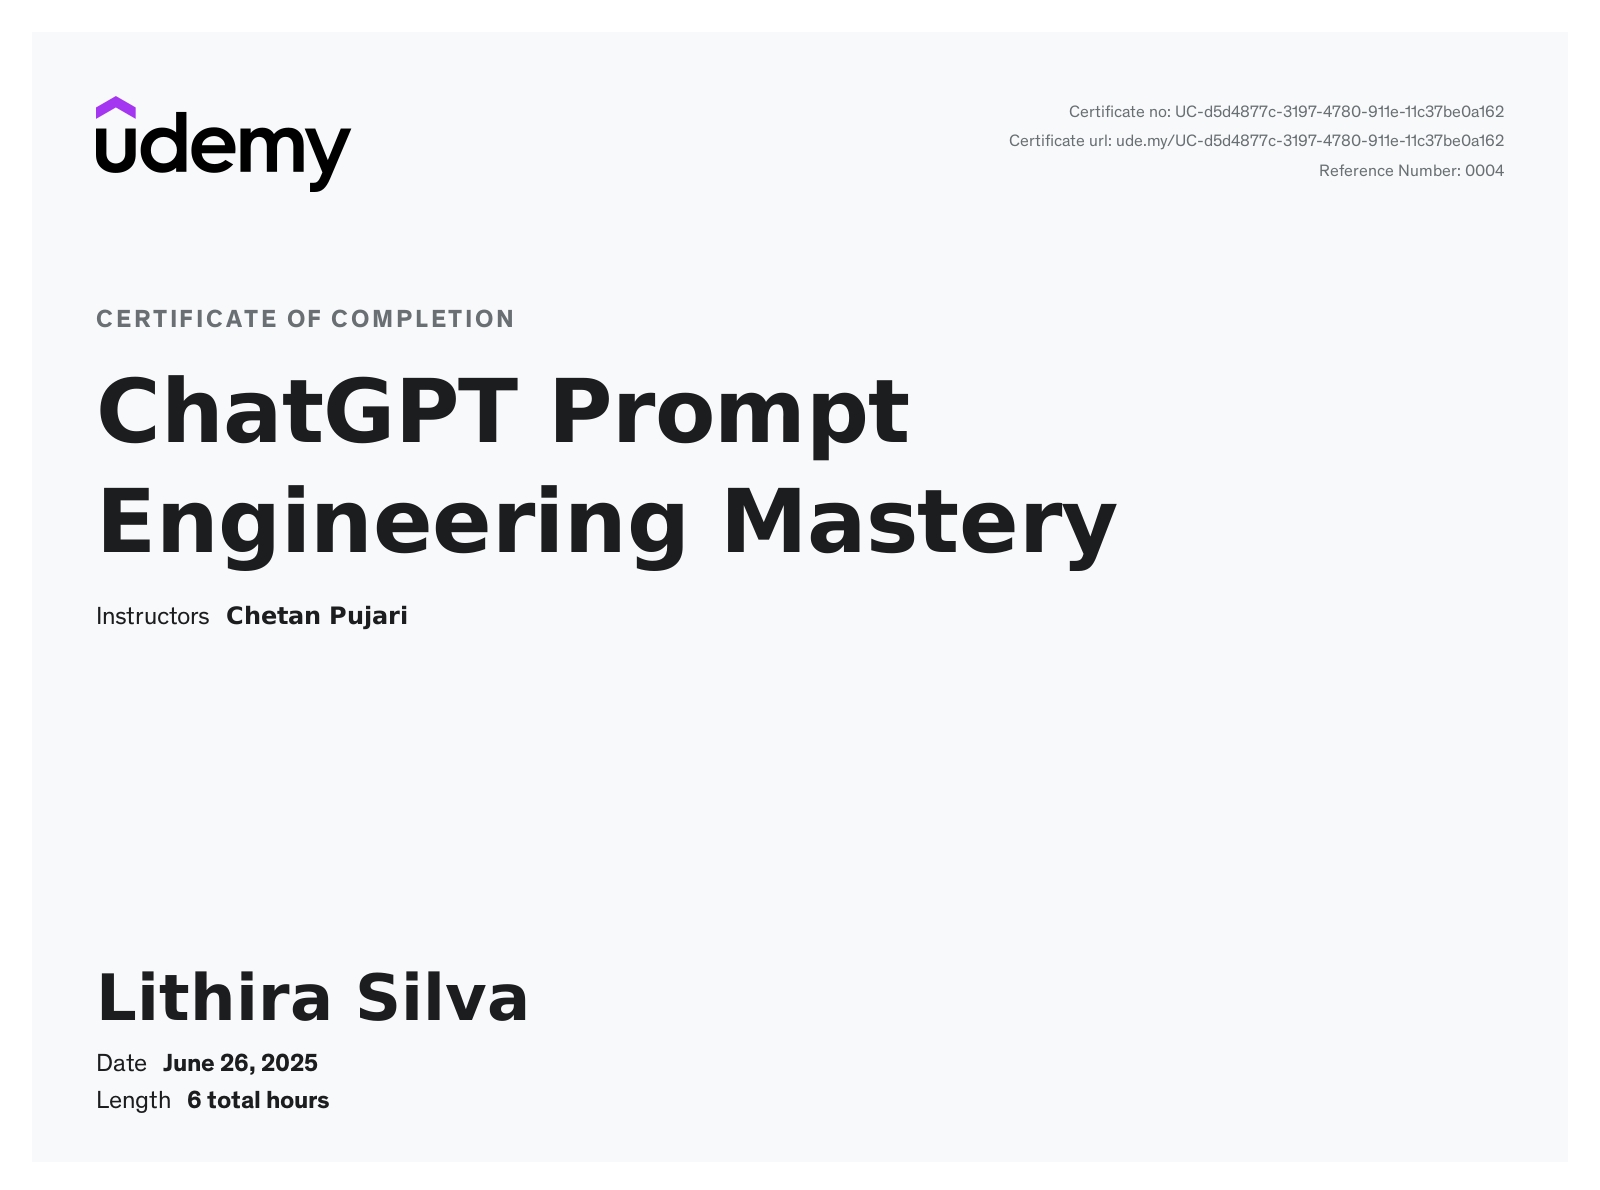 udemy
Certificate no: UC-d5d4877c-3197-4780-911e-11c37be0a162
Certificate url: ude.my/UC-d5d4877c-3197-4780-911e-11c37be0a162
Reference Number: 0004
CERTIFICATE OF COMPLETION
ChatGPT Prompt
Engineering Mastery
Instructors Chetan Pujari
Lithira Silva
Date June 26, 2025
Length 6 total hours